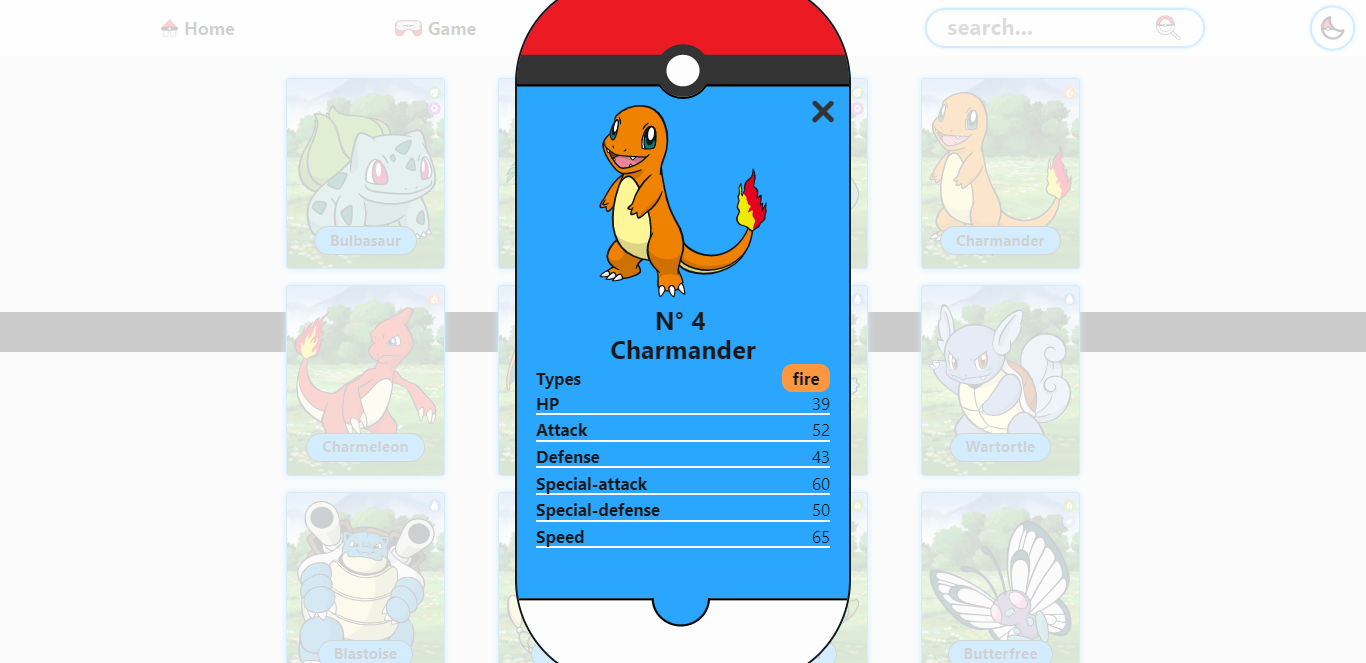 Home
Game
search...
Bulbasaur
Charmander
N° 4
Charmander
Types fire
HP 39
Attack 52
Defense 43
Special-attack 60
Special-defense 50
Speed 65
Charmeleon
Wartortle
Blastoise
Butterfree